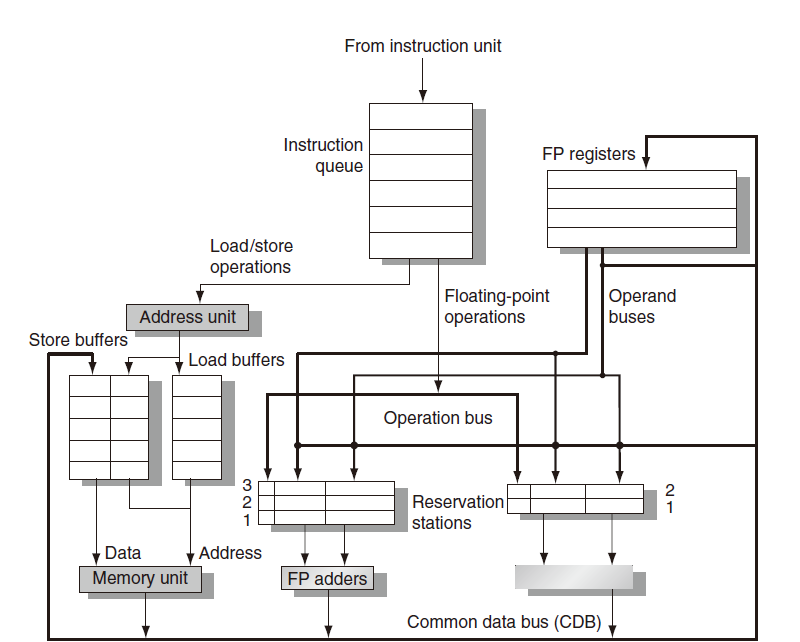 From instruction unit
Instruction
queue
FP registers
Load/store
operations
Floating-point
operations
Operand
buses
Address unit
Store buffers
Load buffers
Operation bus
3
2
1
Reservation
stations
2
1
Data
Address
Memory unit
FP adders
Common data bus (CDB)